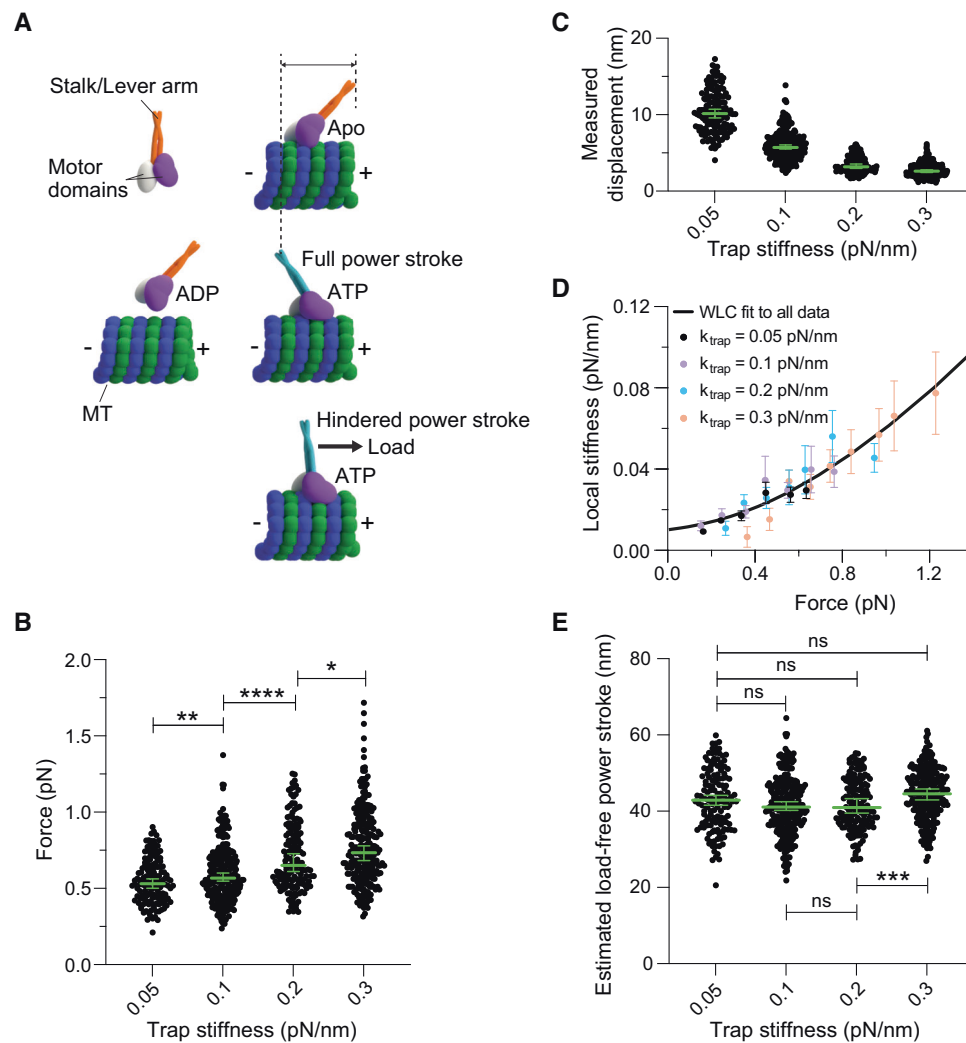 A
Stalk/Lever arm
Motor
domains
Apo
-
+
ADP
-
+
MT
Full power stroke
ATP
-
+
Hindered power stroke
Load
ATP
-
+
B
Force (pN)
2.0
1.5
1.0
0.5
0.0
**
****
*
0.05
0.1
0.2
0.3
Trap stiffness (pN/nm)
C
Measured
displacement (nm)
20
10
0
0.05
0.1
0.2
0.3
Trap stiffness (pN/nm)
D
Local stiffness (pN/nm)
0.12
0.08
0.04
0.00
WLC fit to all data
ktrap = 0.05 pN/nm
ktrap = 0.1 pN/nm
ktrap = 0.2 pN/nm
ktrap = 0.3 pN/nm
0.0
0.4
0.8
1.2
Force (pN)
E
Estimated load-free power stroke (nm)
80
60
40
20
0
ns
ns
ns
ns
***
0.05
0.1
0.2
0.3
Trap stiffness (pN/nm)